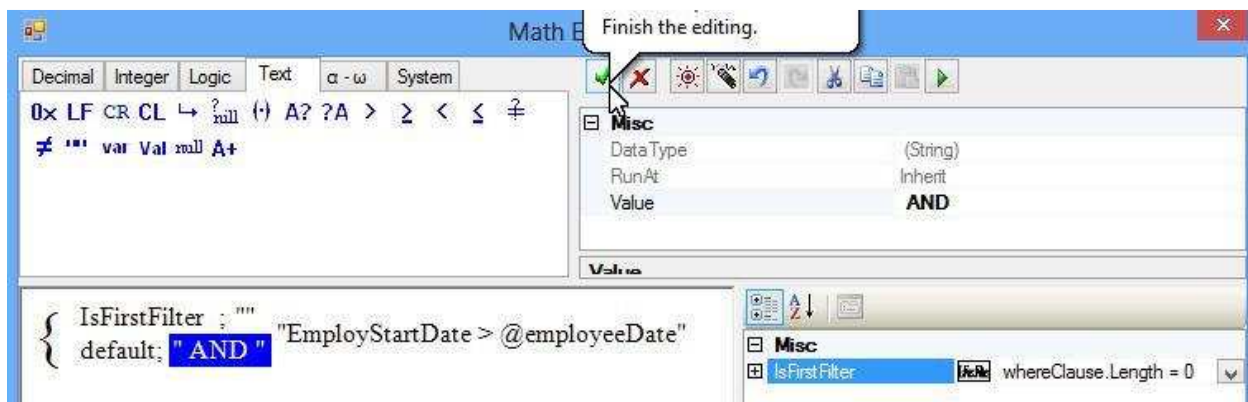 Math E
Finish the editing.
Decimal Integer Logic Text α - ω System
0x LF CR CL ↵ ?null (·) A? ?A > ≥ < ≤ ≟
≠ "" var Val null A+
Misc
DataType (String)
RunAt Inherit
Value AND
Value
IsFirstFilter ; ""
default; " AND "
"EmployStartDate > @employeeDate"
Misc
IsFirstFilter whereClause.Length = 0